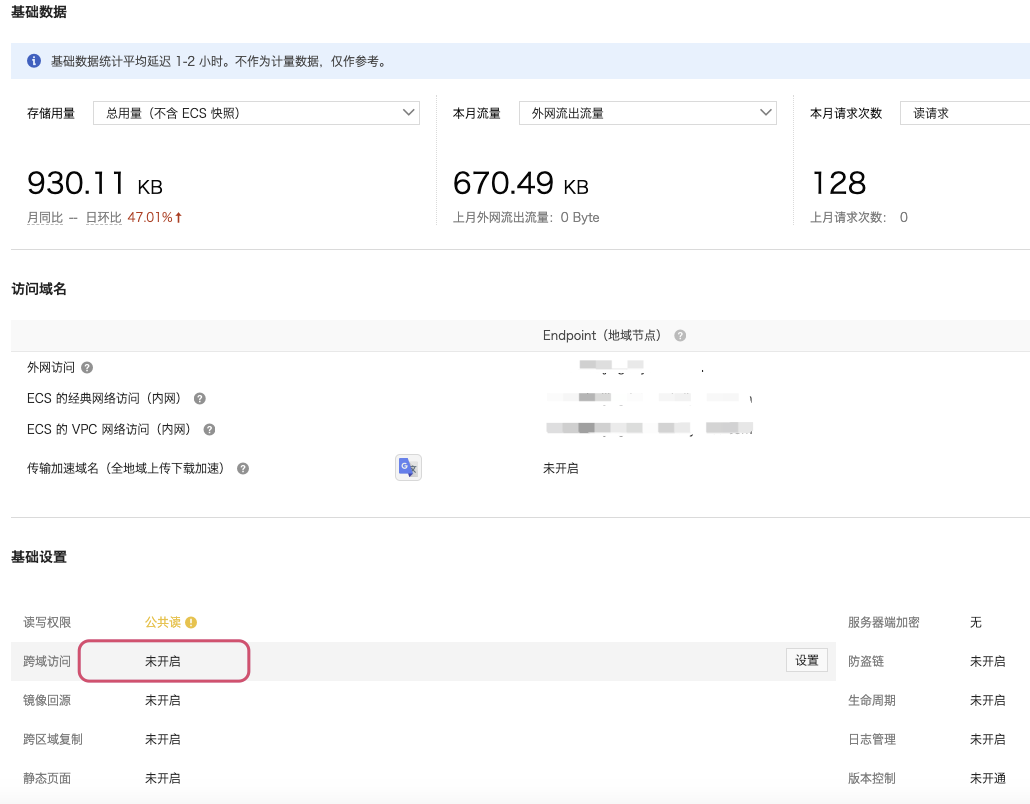 基础数据
基础数据统计平均延迟 1-2 小时。不作为计量数据，仅作参考。
存储用量 总用量（不含 ECS 快照） 本月流量 外网流出流量 本月请求次数 读请求
930.11 KB 670.49 KB 128
月同比 -- 日环比 47.01%↑ 上月外网流出流量：0 Byte 上月请求次数： 0
访问域名
Endpoint（地域节点）
外网访问
ECS 的经典网络访问（内网）
ECS 的 VPC 网络访问（内网）
传输加速域名（全地域上传下载加速） 未开启
基础设置
读写权限 公共读 服务器端加密 无
跨域访问 未开启 设置 防盗链 未开启
镜像回源 未开启 生命周期 未开启
跨区域复制 未开启 日志管理 未开启
静态页面 未开启 版本控制 未开通